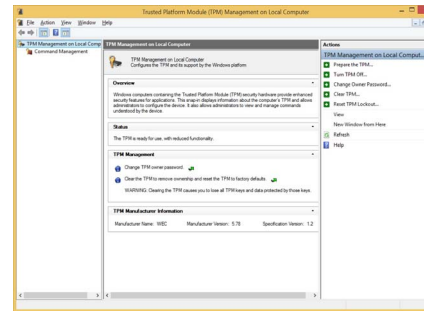 Trusted Platform Module (TPM) Management on Local Computer
File Action View Window Help
TPM Management on Local Comp
Command Management
TPM Management on Local Computer
TPM Management on Local Computer
Configures the TPM and its support by the Windows platform
Overview
Windows computers containing the Trusted Platform Module (TPM) security hardware provide enhanced
security features for applications. This snap-in displays information about the computer's TPM and allows
administrators to configure the device. It also allows administrators to view and manage commands
understood by the device.
Status
The TPM is ready for use, with reduced functionality.
TPM Management
Change TPM owner password.
Clear the TPM to remove ownership and reset the TPM to factory defaults.
WARNING: Clearing the TPM causes you to lose all TPM keys and data protected by those keys.
TPM Manufacturer Information
Manufacturer Name: WEC Manufacturer Version: 5.78 Specification Version: 1.2
Actions
TPM Management on Local Comput...
Prepare the TPM...
Turn TPM Off...
Change Owner Password...
Clear TPM...
Reset TPM Lockout...
View
New Window from Here
Refresh
Help